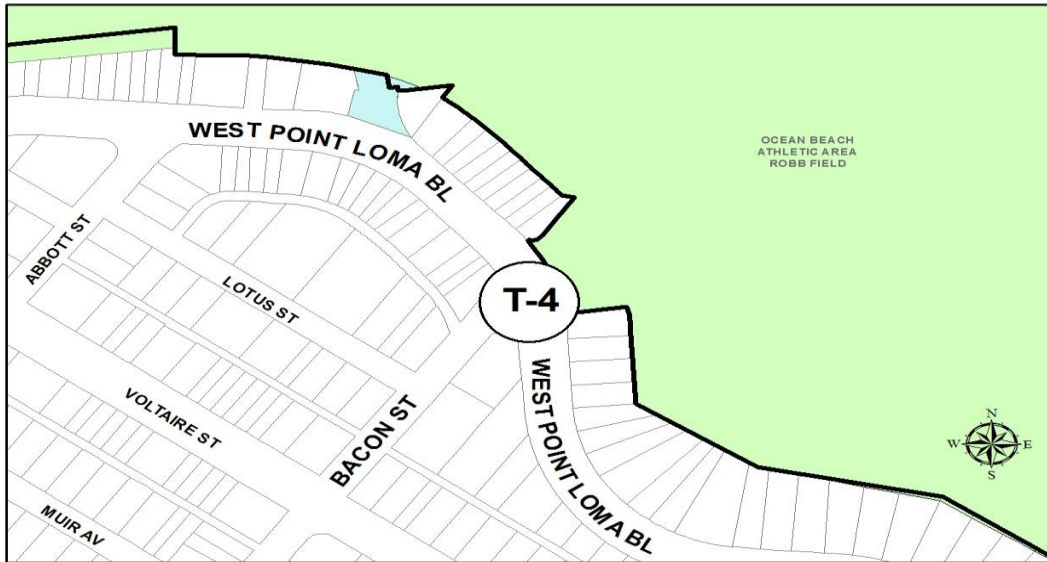 WEST POINT LOMA BL
OCEAN BEACH
ATHLETIC AREA
ROBB FIELD
ABBOTT ST
LOTUS ST
T-4
VOLTAIRE ST
BACON ST
WEST POINT LOMA BL
MUIR AV
N
W
E
S